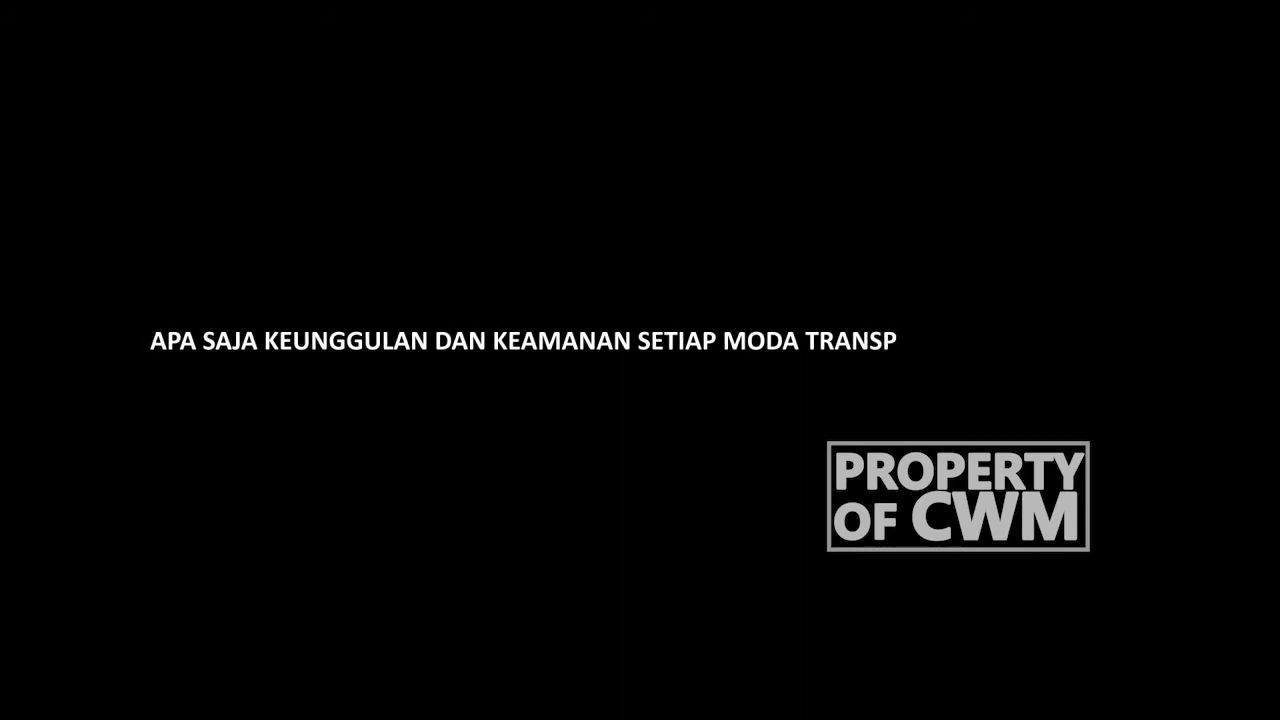 APA SAJA KEUNGGULAN DAN KEAMANAN SETIAP MODA TRANSP
PROPERTY
OF CWM